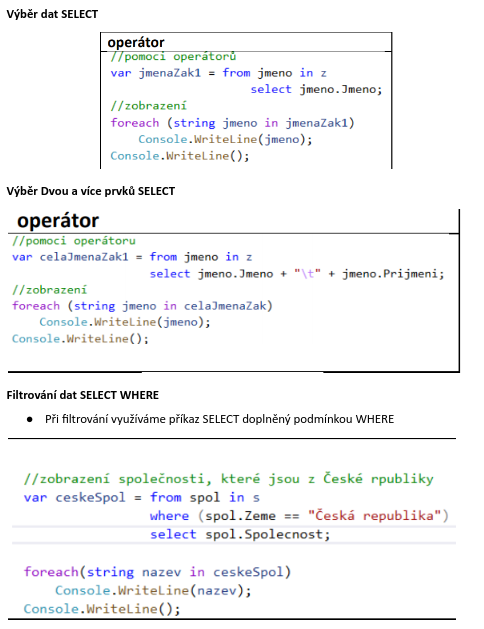 Výběr dat SELECT
operátor
//pomoci operátorů
var jmenaZak1 = from jmeno in z
select jmeno.Jmeno;
//zobrazení
foreach (string jmeno in jmenaZak1)
Console.WriteLine(jmeno);
Console.WriteLine();
Výběr Dvou a více prvků SELECT
operátor
//pomoci operátoru
var celaJmenaZak1 = from jmeno in z
select jmeno.Jmeno + "\t" + jmeno.Prijmeni;
//zobrazení
foreach (string jmeno in celaJmenaZak)
Console.WriteLine(jmeno);
Console.WriteLine();
Filtrování dat SELECT WHERE
● Při filtrování využíváme příkaz SELECT doplněný podmínkou WHERE
//zobrazení společnosti, které jsou z České rpubliky
var ceskeSpol = from spol in s
where (spol.Zeme == "Česká republika")
select spol.Spolecnost;
foreach(string nazev in ceskeSpol)
Console.WriteLine(nazev);
Console.WriteLine();